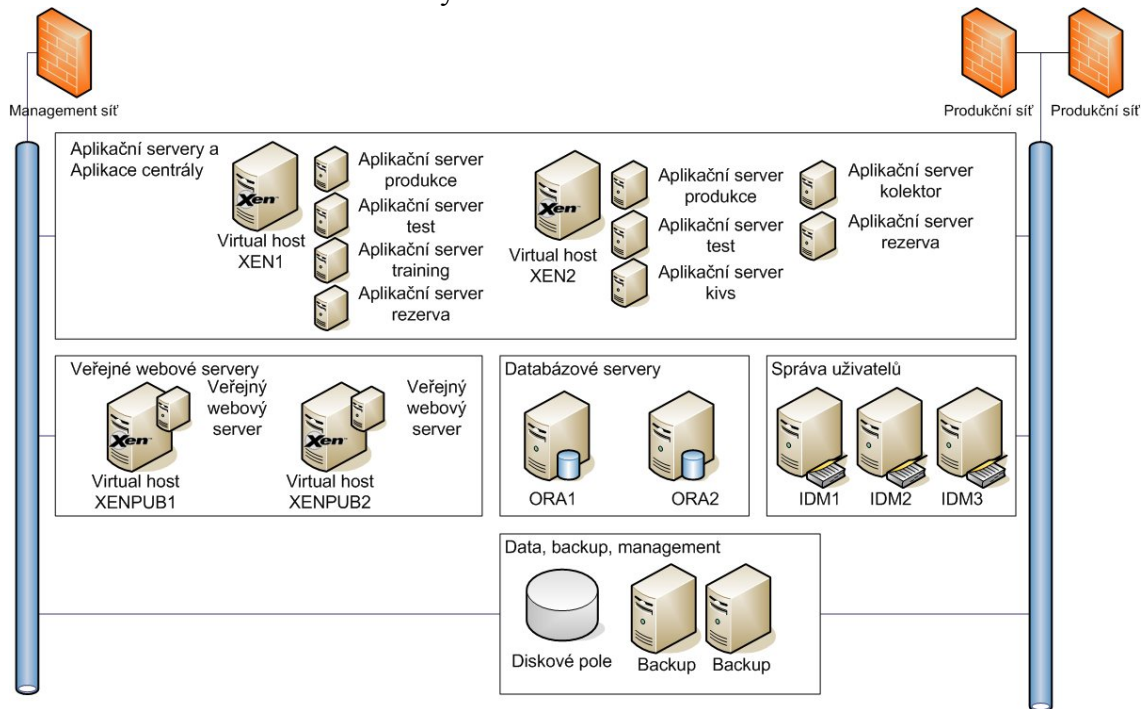 y
Management síť
Produkční síť
Produkční síť
Aplikační servery a
Aplikace centrály
Xen
Virtual host
XEN1
Aplikační server
produkce
Aplikační server
test
Aplikační server
training
Aplikační server
rezerva
Xen
Virtual host
XEN2
Aplikační server
produkce
Aplikační server
test
Aplikační server
kivs
Aplikační server
kolektor
Aplikační server
rezerva
Veřejné webové servery
Xen
Veřejný
webový
server
Virtual host
XENPUB1
Xen
Veřejný
webový
server
Virtual host
XENPUB2
Databázové servery
ORA1
ORA2
Správa uživatelů
IDM1
IDM2
IDM3
Data, backup, management
Diskové pole
Backup
Backup